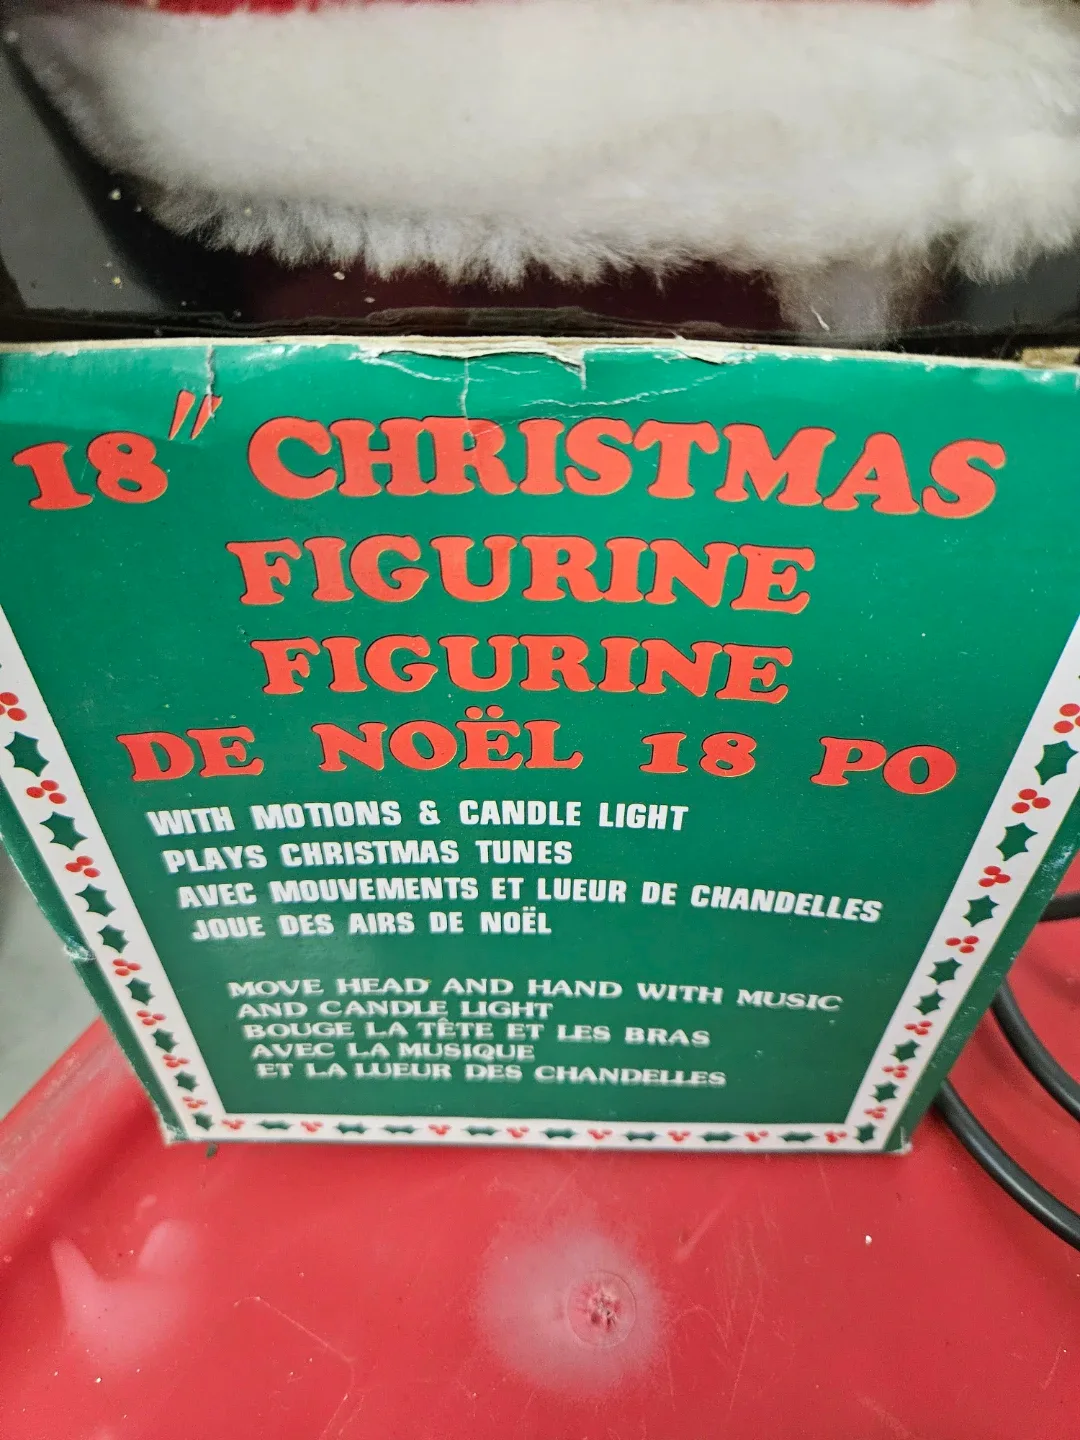 18" CHRISTMAS
FIGURINE
FIGURINE
DE NOËL 18 PO
WITH MOTIONS & CANDLE LIGHT
PLAYS CHRISTMAS TUNES
AVEC MOUVEMENTS ET LUEUR DE CHANDELLES
JOUE DES AIRS DE NOËL
MOVE HEAD AND HAND WITH MUSIC
AND CANDLE LIGHT
BOUGE LA TÊTE ET LES BRAS
AVEC LA MUSIQUE
ET LA LUEUR DES CHANDELLES